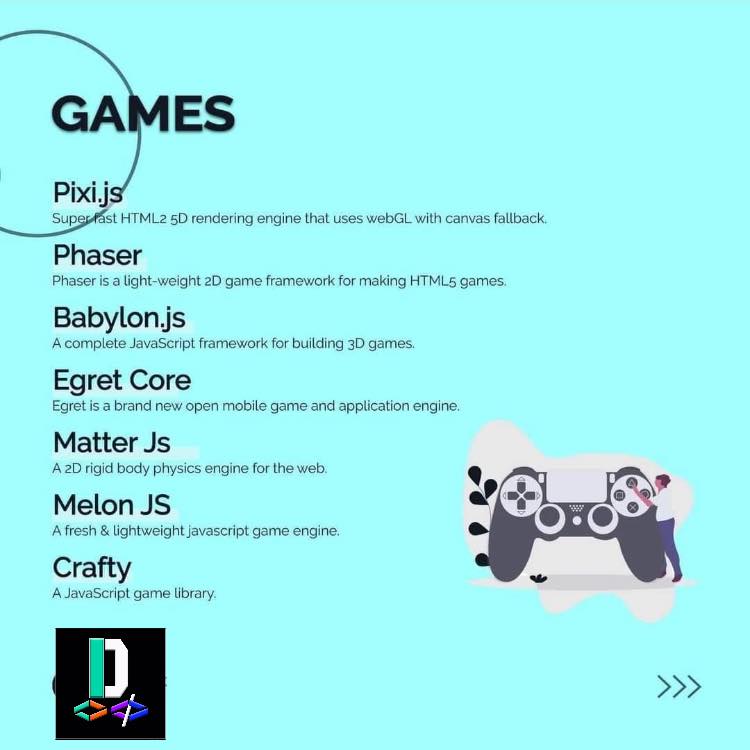 GAMES
Pixi.js
Super fast HTML2 5D rendering engine that uses webGL with canvas fallback.
Phaser
Phaser is a light-weight 2D game framework for making HTML5 games.
Babylon.js
A complete JavaScript framework for building 3D games.
Egret Core
Egret is a brand new open mobile game and application engine.
Matter Js
A 2D rigid body physics engine for the web.
Melon JS
A fresh & lightweight javascript game engine.
Crafty
A JavaScript game library.
D